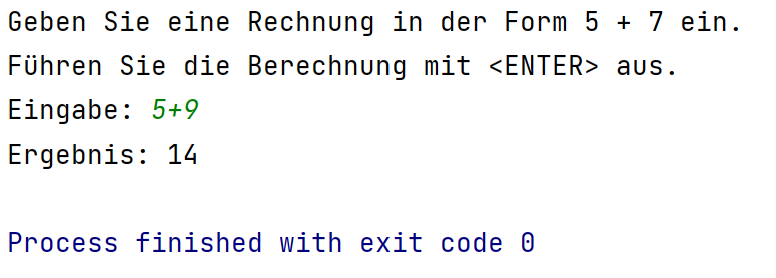 Geben Sie eine Rechnung in der Form 5 + 7 ein.
Führen Sie die Berechnung mit <ENTER> aus.
Eingabe: 5+9
Ergebnis: 14
Process finished with exit code 0